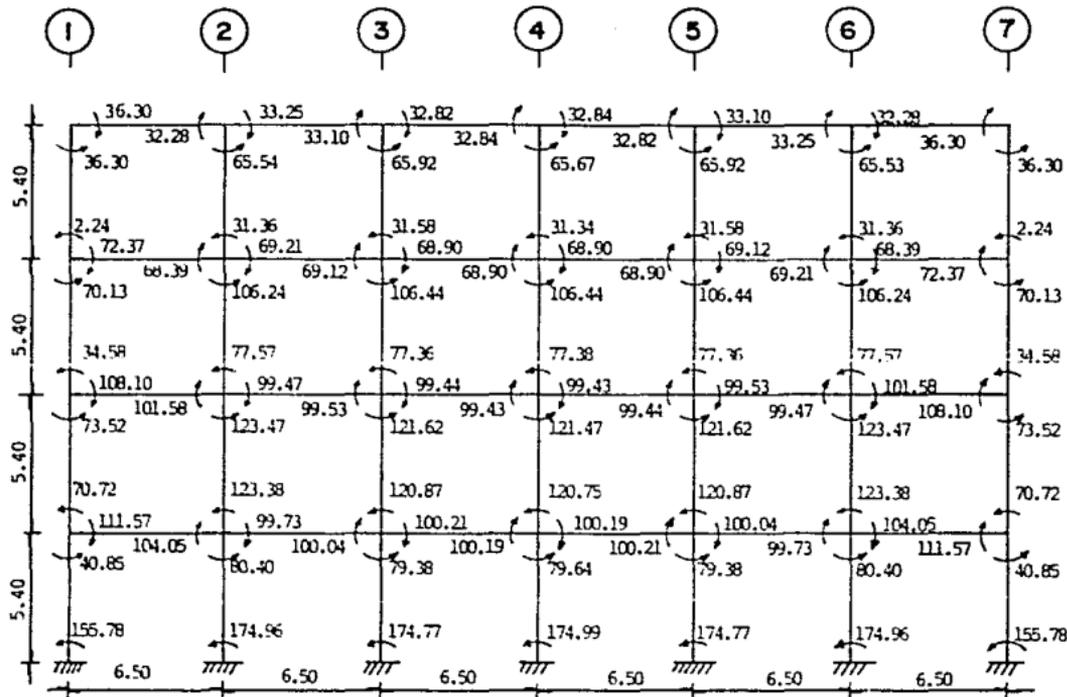 1 2 3 4 5 6 7
36.30 33.25 32.82 32.84 33.10 32.28
32.28 33.10 32.84 32.82 33.25 36.30
36.30 65.54 65.92 65.67 65.92 65.53 36.30
5.40
2.24 31.36 31.58 31.34 31.58 31.36 2.24
72.37 69.21 68.90 68.90 69.12 68.39
68.39 69.12 68.90 68.90 69.21 72.37
70.13 106.24 106.44 106.44 106.44 106.24 70.13
5.40
34.58 77.57 77.36 77.38 77.36 77.57 34.58
108.10 99.47 99.44 99.43 99.53 101.58
101.58 99.53 99.43 99.44 99.47 108.10
73.52 123.47 121.62 121.47 121.62 123.47 73.52
5.40
70.72 123.38 120.87 120.75 120.87 123.38 70.72
111.57 99.73 100.21 100.19 100.04 104.05
104.05 100.04 100.19 100.21 99.73 111.57
40.85 80.40 79.38 79.64 79.38 80.40 40.85
5.40
155.78 174.96 174.77 174.99 174.77 174.96 155.78
6.50 6.50 6.50 6.50 6.50 6.50